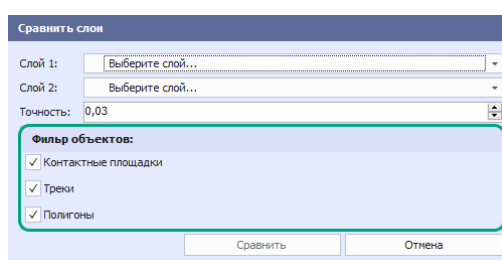 Сравнить слои
Слой 1: Выберите слой...
Слой 2: Выберите слой...
Точность: 0,03
Фильр объектов:
Контактные площадки
Треки
Полигоны
Сравнить Отмена